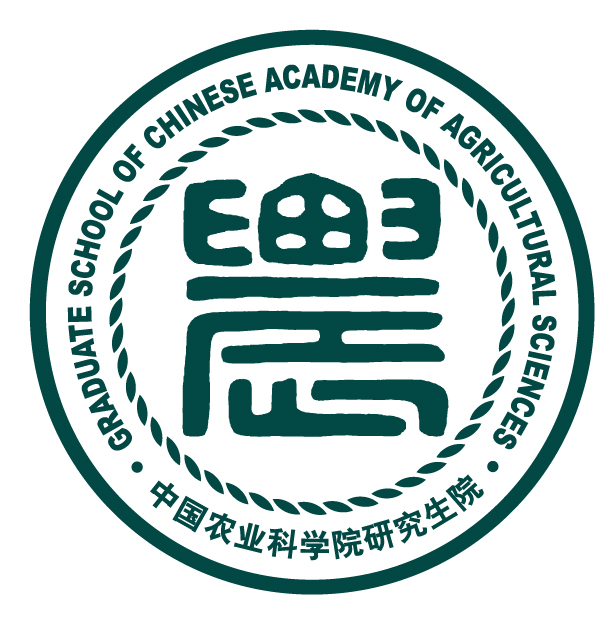 GRADUATE SCHOOL OF CHINESE ACADEMY OF AGRICULTURAL SCIENCES
農
中国农业科学院研究生院